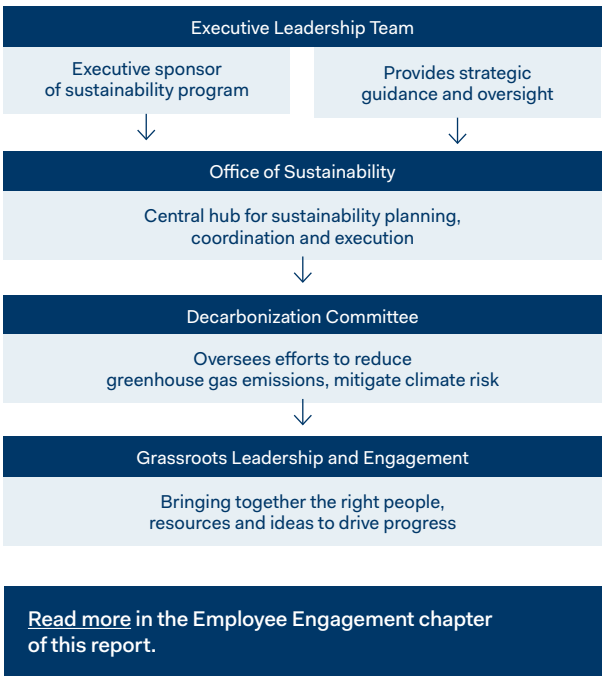 Executive Leadership Team
Executive sponsor
of sustainability program
Provides strategic
guidance and oversight
Office of Sustainability
Central hub for sustainability planning,
coordination and execution
Decarbonization Committee
Oversees efforts to reduce
greenhouse gas emissions, mitigate climate risk
Grassroots Leadership and Engagement
Bringing together the right people,
resources and ideas to drive progress
Read more in the Employee Engagement chapter
of this report.